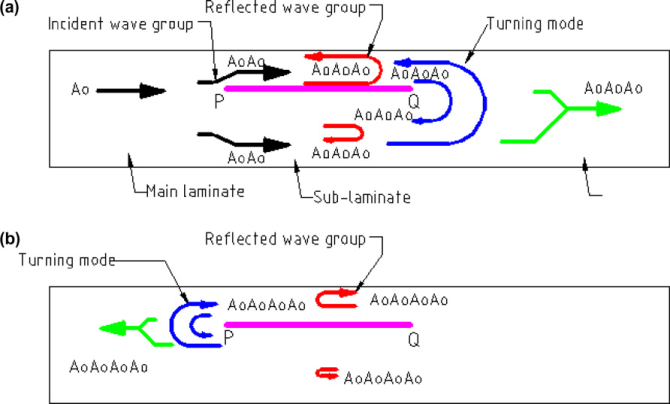 (a)
Reflected wave group
Incident wave group
Turning mode
AoAo
AoAoAo
AoAoAo
AoAoAo
Ao
P
Q
AoAoAo
AoAo
AoAoAo
Main laminate
Sub-laminate
(b)
Reflected wave group
Turning mode
AoAoAoAo
AoAoAoAo
P
Q
AoAoAoAo
AoAoAoAo